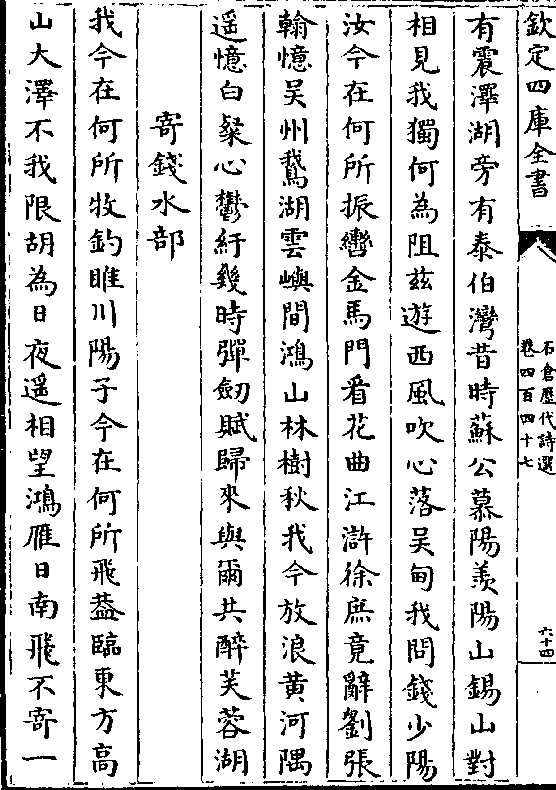 欽定四庫全書
石倉歷代詩選
卷四百四十七
六十四
有震澤湖旁有泰伯灣昔時蘇公慕陽羨陽山錫山對
相見我獨何為阻茲遊西風吹心落吳甸我問錢少陽
汝今在何所振轡金馬門看花曲江滸徐庶竟辭劉張
翰憶吳州鵞湖雲嶼間鴻山林樹秋我今放浪黃河隅
遥憶白粲心鬱紆幾時彈劒賦歸來與爾共醉芙蓉湖
寄錢水部
我今在何所牧釣睢川陽子今在何所飛葢臨東方高
山大澤不我限胡為日夜遥相望鴻雁日南飛不寄一